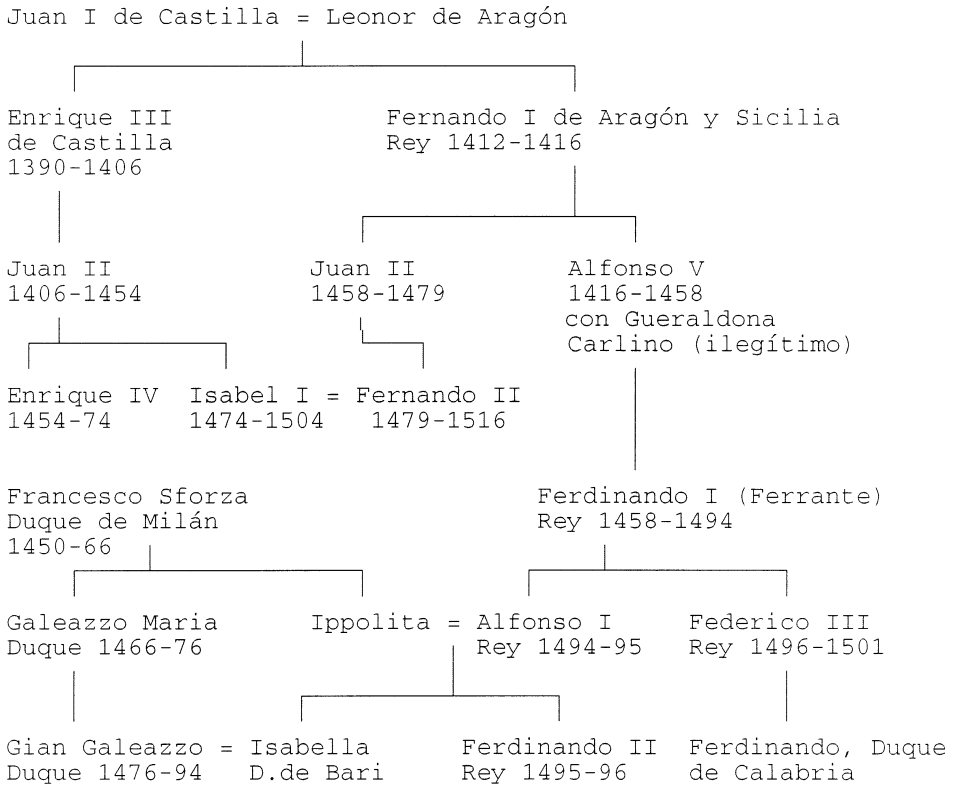 Juan I de Castilla = Leonor de Aragón
Enrique III
de Castilla
1390-1406
Fernando I de Aragón y Sicilia
Rey 1412-1416
Juan II
1406-1454
Juan II
1458-1479
Alfonso V
1416-1458
con Gueraldona
Carlino (ilegítimo)
Enrique IV
1454-74
Isabel I = Fernando II
1474-1504 1479-1516
Francesco Sforza
Duque de Milán
1450-66
Ferdinando I (Ferrante)
Rey 1458-1494
Galeazzo Maria
Duque 1466-76
Ippolita = Alfonso I
Rey 1494-95
Federico III
Rey 1496-1501
Gian Galeazzo = Isabella
Duque 1476-94 D.de Bari
Ferdinando II
Rey 1495-96
Ferdinando, Duque
de Calabria